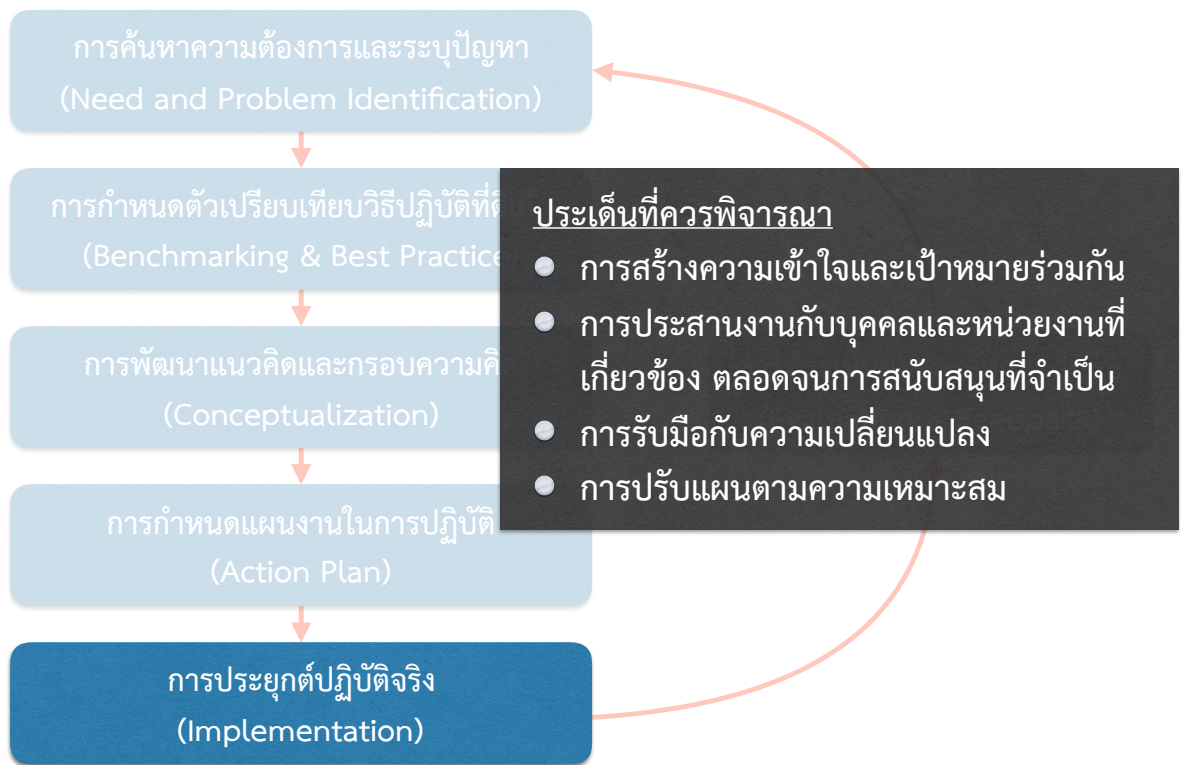 การค้นหาความต้องการและระบุปัญหา
(Need and Problem Identification)
การกำหนดตัวเปรียบเทียบวิธีปฏิบัติที่
(Benchmarking & Best Practice
การพัฒนาแนวคิดและกรอบความคิ
(Conceptualization)
การกำหนดแผนงานในการปฏิบัติ
(Action Plan)
การประยุกต์ปฏิบัติจริง
(Implementation)
ประเด็นที่ควรพิจารณา
การสร้างความเข้าใจและเป้าหมายร่วมกัน
การประสานงานกับบุคคลและหน่วยงานที่
เกี่ยวข้อง ตลอดจนการสนับสนุนที่จำเป็น
การรับมือกับความเปลี่ยนแปลง
การปรับแผนตามความเหมาะสม